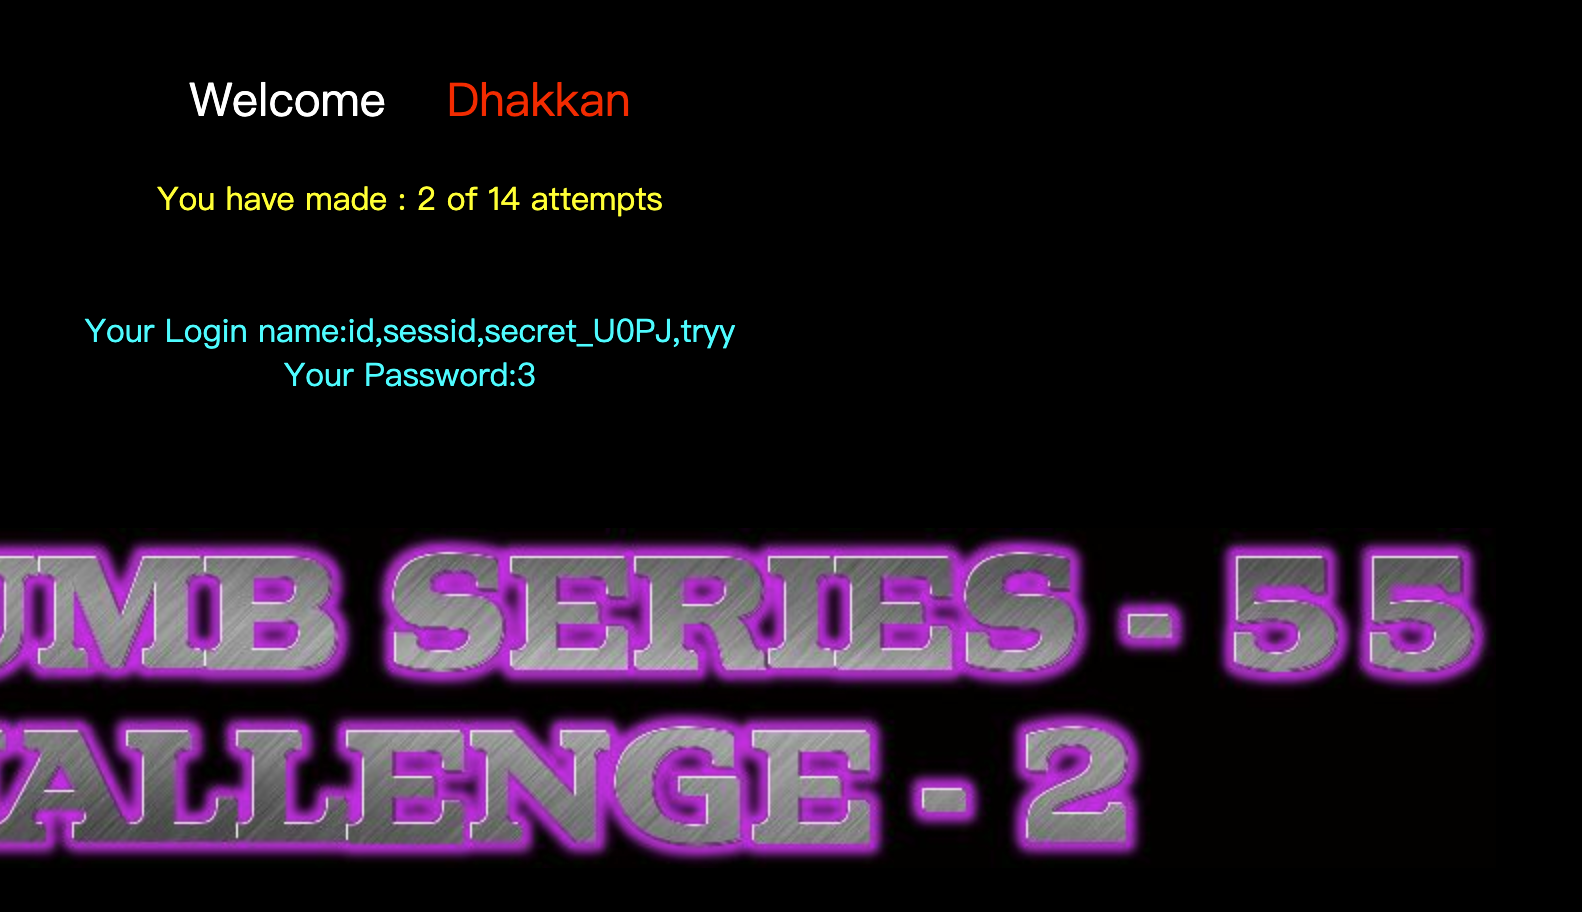 Welcome Dhakkan
You have made : 2 of 14 attempts
Your Login name:id,sessid,secret_U0PJ,tryy
Your Password:3
UMB SERIES - 55
ALLENGE - 2